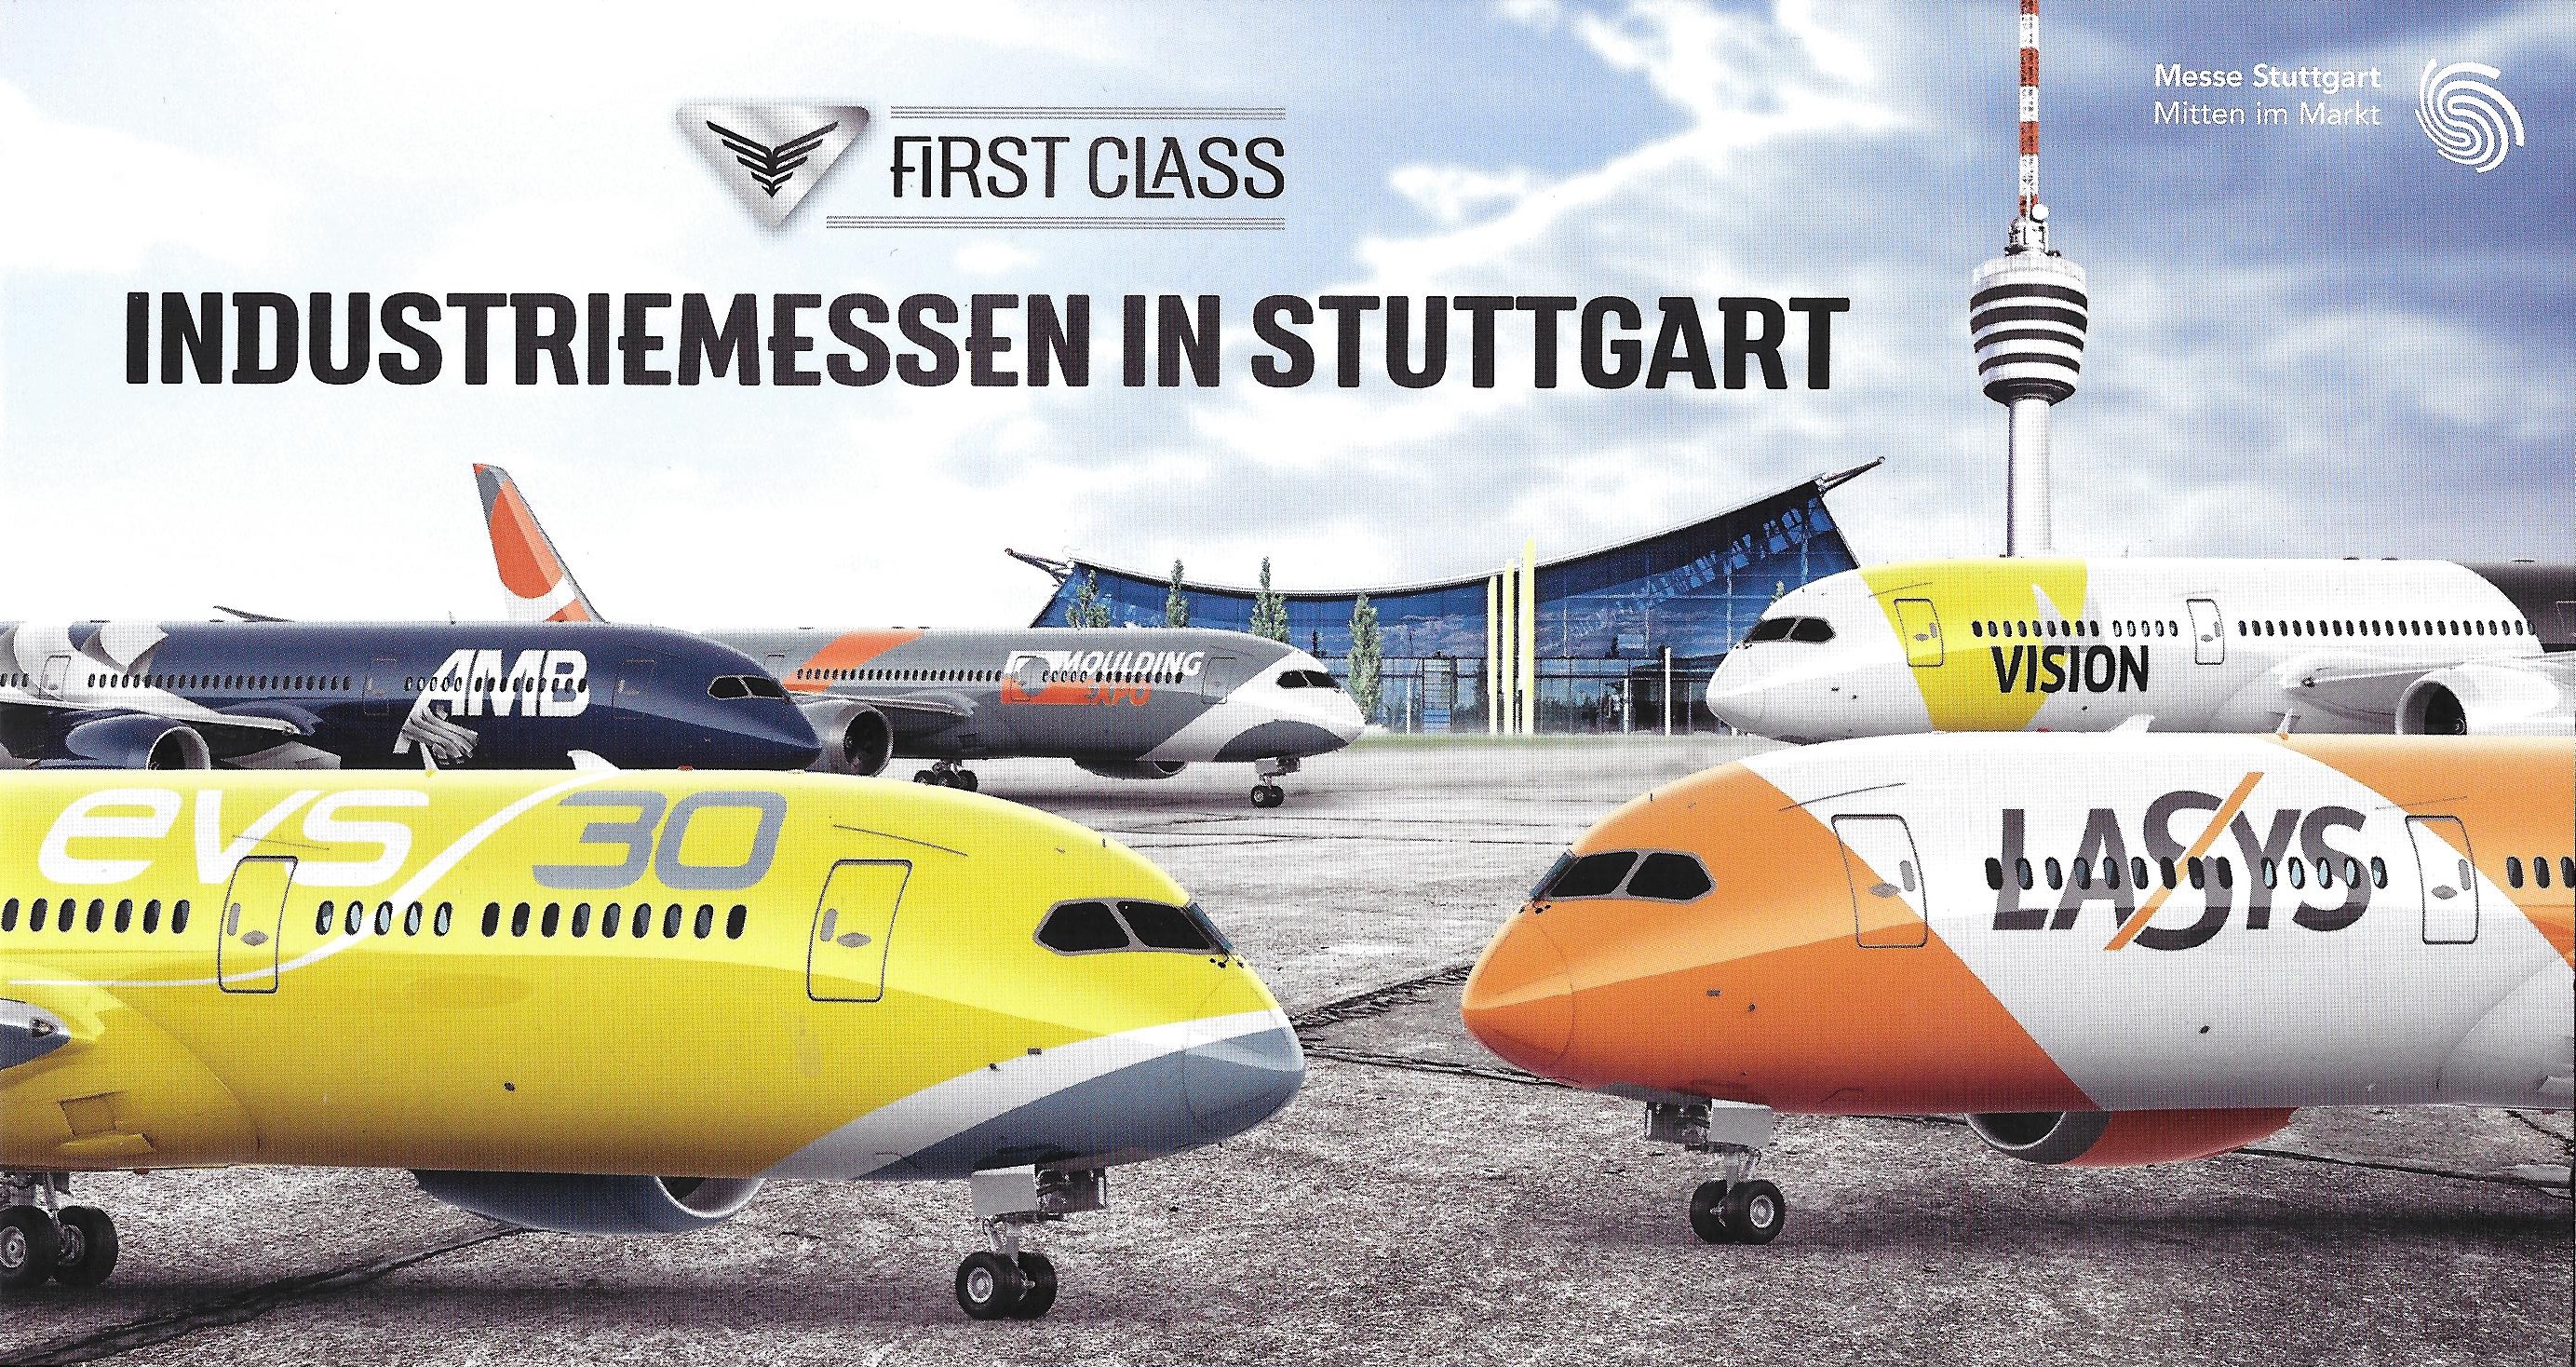 Messe Stuttgart
Mitten im Markt
FIRST CLASS
INDUSTRIEMESSEN IN STUTTGART
AMB
MOULDING
EXPO
VISION
evs 30
LASYS